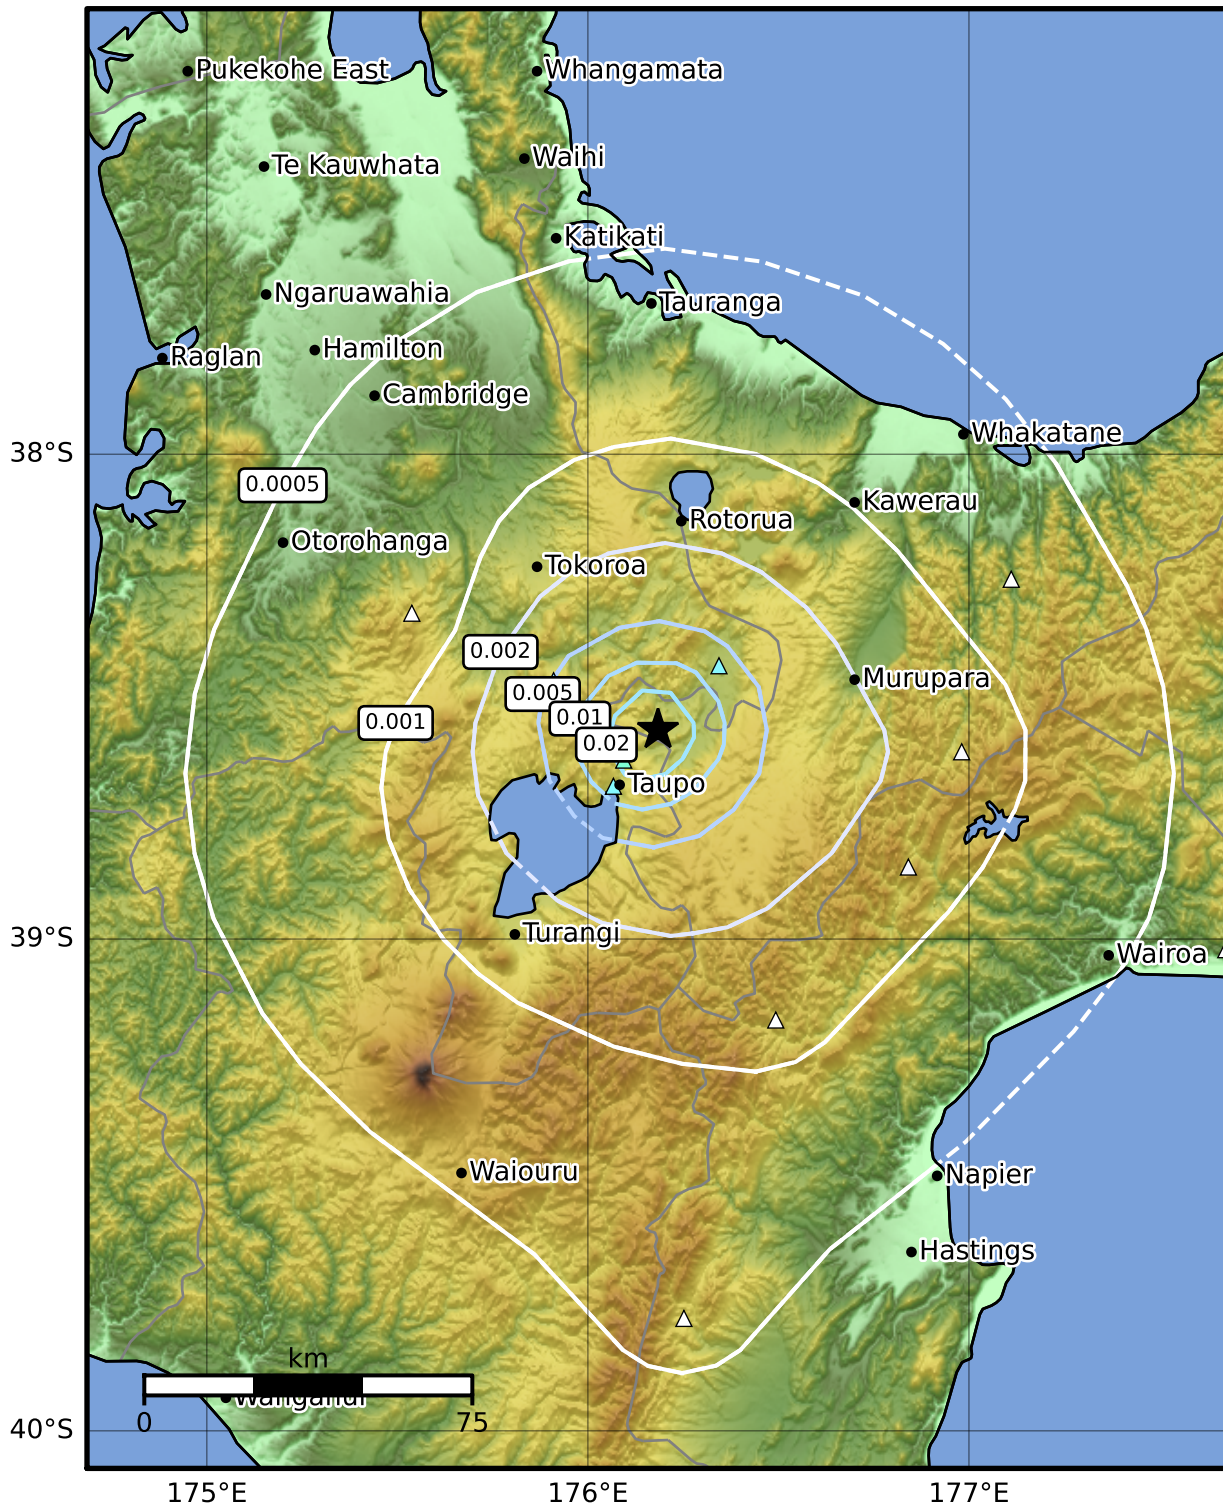 Pukekohe East
Whangamata
Waihi
Te Kauwhata
Katikati
Ngaruawahia
Tauranga
Raglan
Hamilton
Cambridge
38°S
Whakatane
0.0005
Kawerau
Rotorua
Otorohanga
Tokoroa
0.002
Murupara
0.005
0.01
0.001
0.02
Taupo
39°S
Turangi
Wairoa
Waiouru
Napier
Hastings
km
Wanganui
0
75
40°S
175°E
176°E
177°E